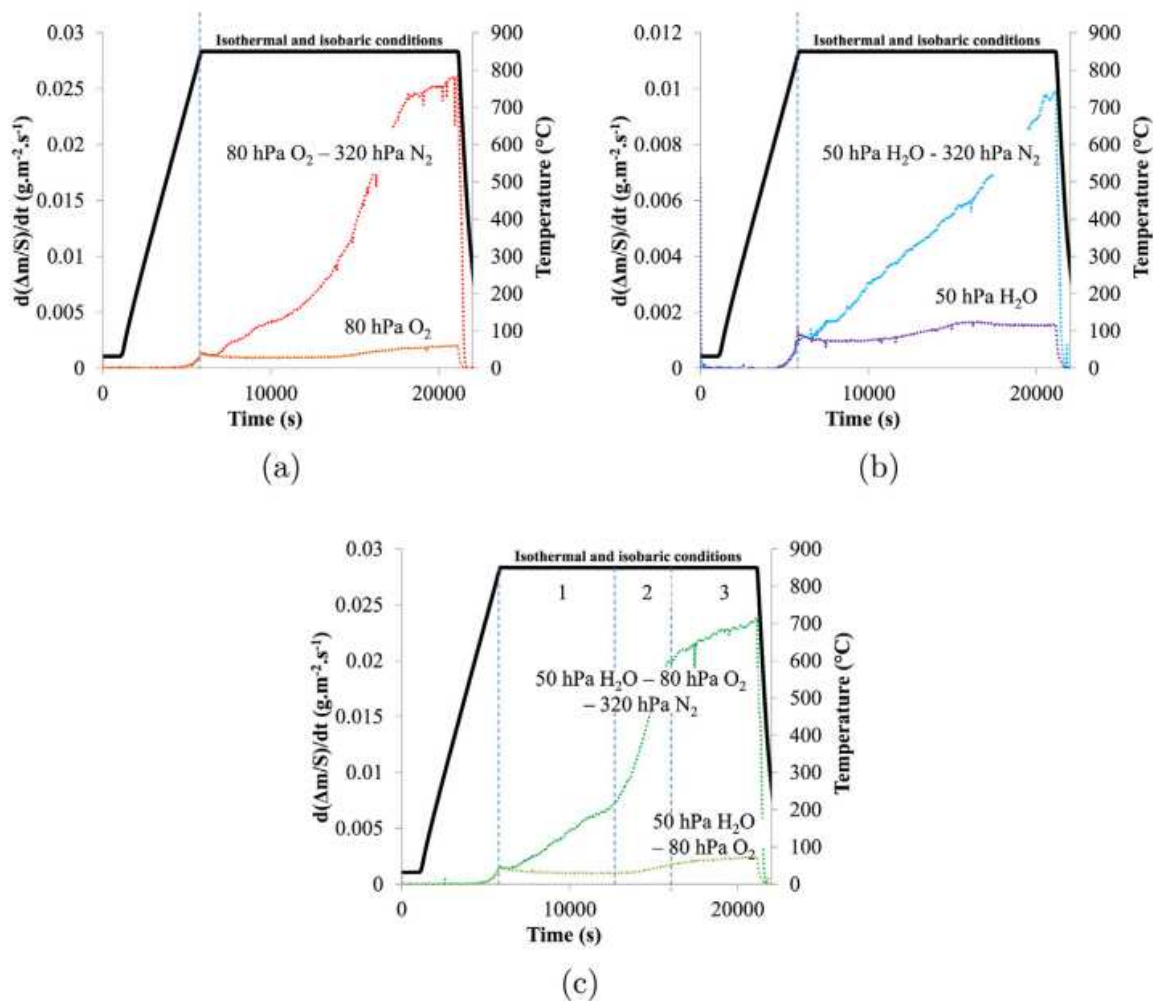 Isothermal and isobaric conditions
0.03
0.025
0.02
0.015
0.01
0.005
0
d(Δm/S)/dt (g.m-2.s-1)
80 hPa O2 – 320 hPa N2
80 hPa O2
900
800
700
600
500
400
300
200
100
0
Temperature (°C)
0 10000 20000
Time (s)
(a)
Isothermal and isobaric conditions
0.012
0.01
0.008
0.006
0.004
0.002
0
d(Δm/S)/dt (g.m-2.s-1)
50 hPa H2O - 320 hPa N2
50 hPa H2O
900
800
700
600
500
400
300
200
100
0
Temperature (°C)
0 10000 20000
Time (s)
(b)
Isothermal and isobaric conditions
0.03
0.025
0.02
0.015
0.01
0.005
0
d(Δm/S)/dt (g.m-2.s-1)
1 2 3
50 hPa H2O – 80 hPa O2
– 320 hPa N2
50 hPa H2O
– 80 hPa O2
900
800
700
600
500
400
300
200
100
0
Temperature (°C)
0 10000 20000
Time (s)
(c)